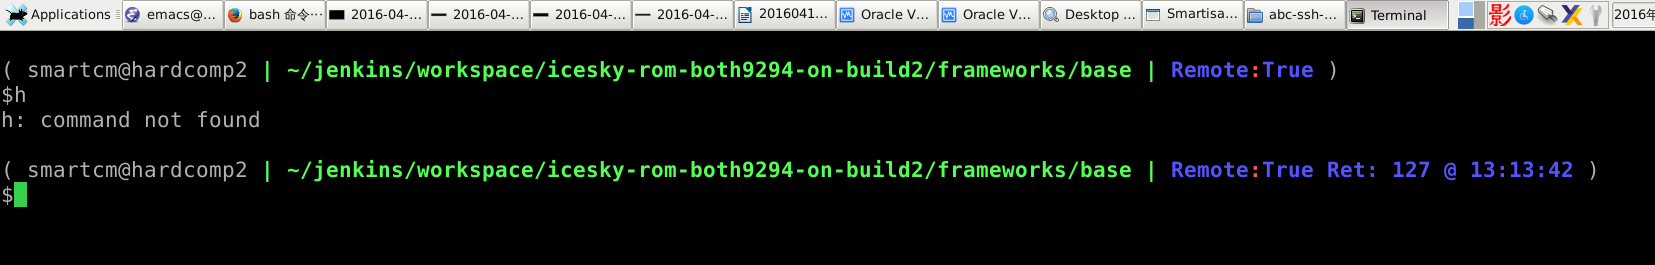 Applications emacs@... bash 命令... 2016-04-... 2016-04-... 2016-04-... 2016-04-... 2016041... Oracle V... Oracle V... Desktop ... Smartisa... abc-ssh-... Terminal 影 2016年
( smartcm@hardcomp2 | ~/jenkins/workspace/icesky-rom-both9294-on-build2/frameworks/base | Remote:True )
$h
h: command not found
( smartcm@hardcomp2 | ~/jenkins/workspace/icesky-rom-both9294-on-build2/frameworks/base | Remote:True Ret: 127 @ 13:13:42 )
$